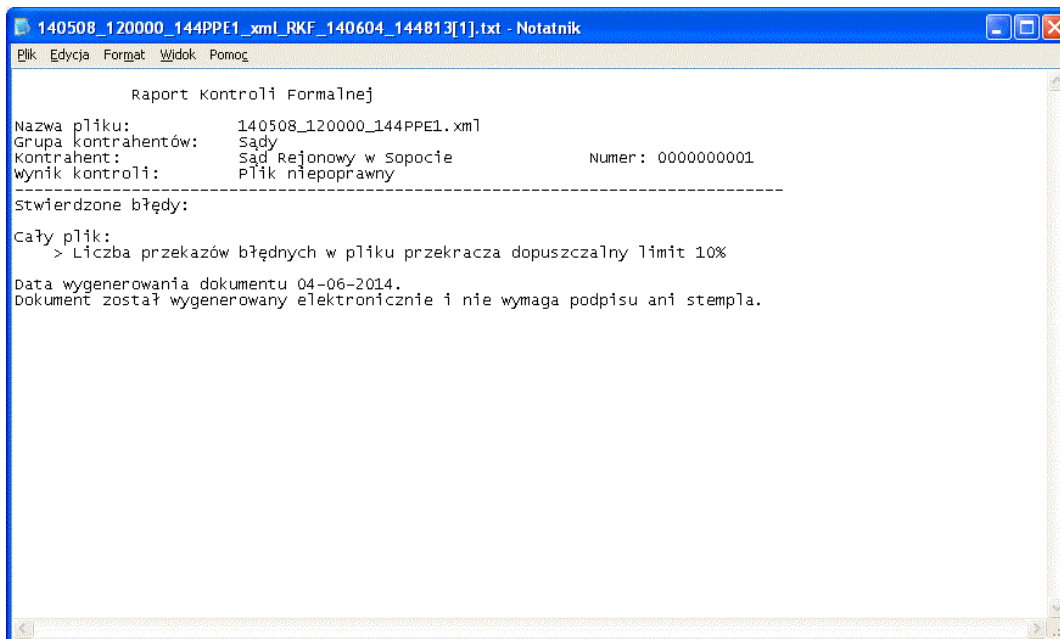 140508_120000_144PPE1_xml_RKF_140604_144813[1].txt - Notatnik
Plik Edycja Format Widok Pomoc
Raport Kontroli Formalnej
Nazwa pliku: 140508_120000_144PPE1.xml
Grupa kontrahentów: Sądy
Kontrahent: Sąd Rejonowy w Sopocie Numer: 0000000001
Wynik kontroli: Plik niepoprawny
--------------------------------------------------------------------------------
Stwierdzone błędy:
Cały plik:
> Liczba przekazów błędnych w pliku przekracza dopuszczalny limit 10%
Data wygenerowania dokumentu 04-06-2014.
Dokument został wygenerowany elektronicznie i nie wymaga podpisu ani stempla.